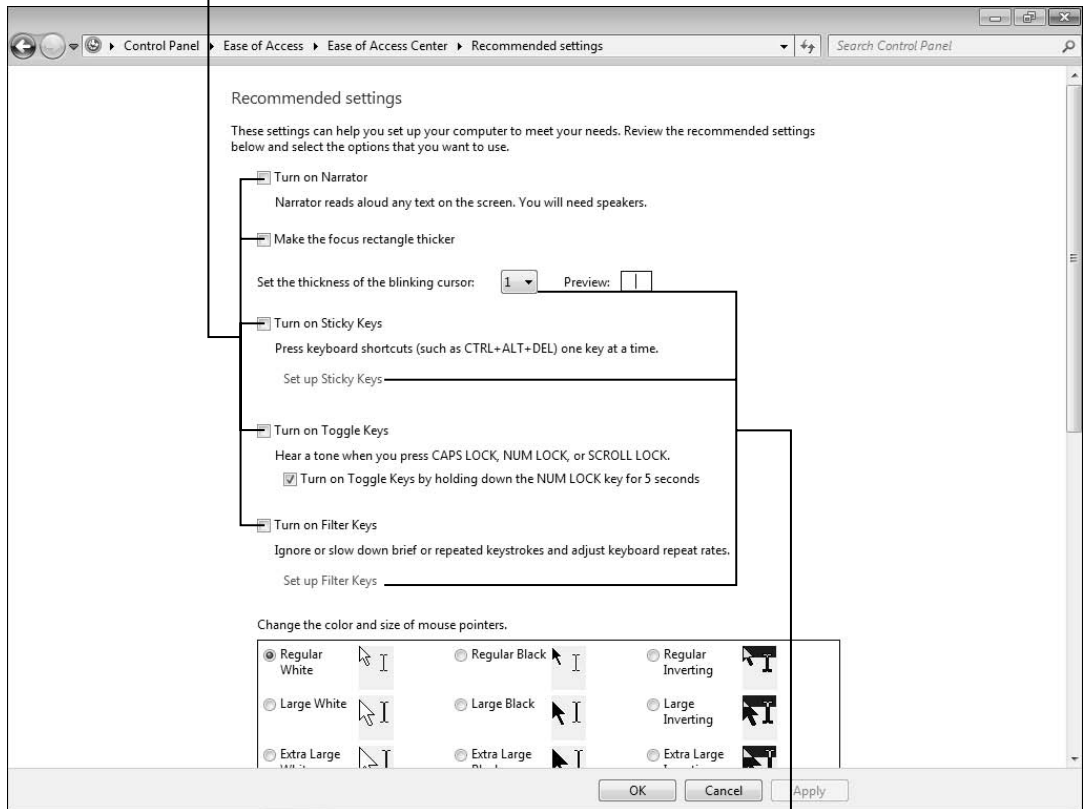 Control Panel Ease of Access Ease of Access Center Recommended settings Search Control Panel
Recommended settings
These settings can help you set up your computer to meet your needs. Review the recommended settings
below and select the options that you want to use.
Turn on Narrator
Narrator reads aloud any text on the screen. You will need speakers.
Make the focus rectangle thicker
Set the thickness of the blinking cursor: 1 Preview:
Turn on Sticky Keys
Press keyboard shortcuts (such as CTRL+ALT+DEL) one key at a time.
Set up Sticky Keys
Turn on Toggle Keys
Hear a tone when you press CAPS LOCK, NUM LOCK, or SCROLL LOCK.
Turn on Toggle Keys by holding down the NUM LOCK key for 5 seconds
Turn on Filter Keys
Ignore or slow down brief or repeated keystrokes and adjust keyboard repeat rates.
Set up Filter Keys
Change the color and size of mouse pointers.
Regular White
Regular Black
Regular Inverting
Large White
Large Black
Large Inverting
Extra Large
Extra Large
Extra Large
OK Cancel Apply